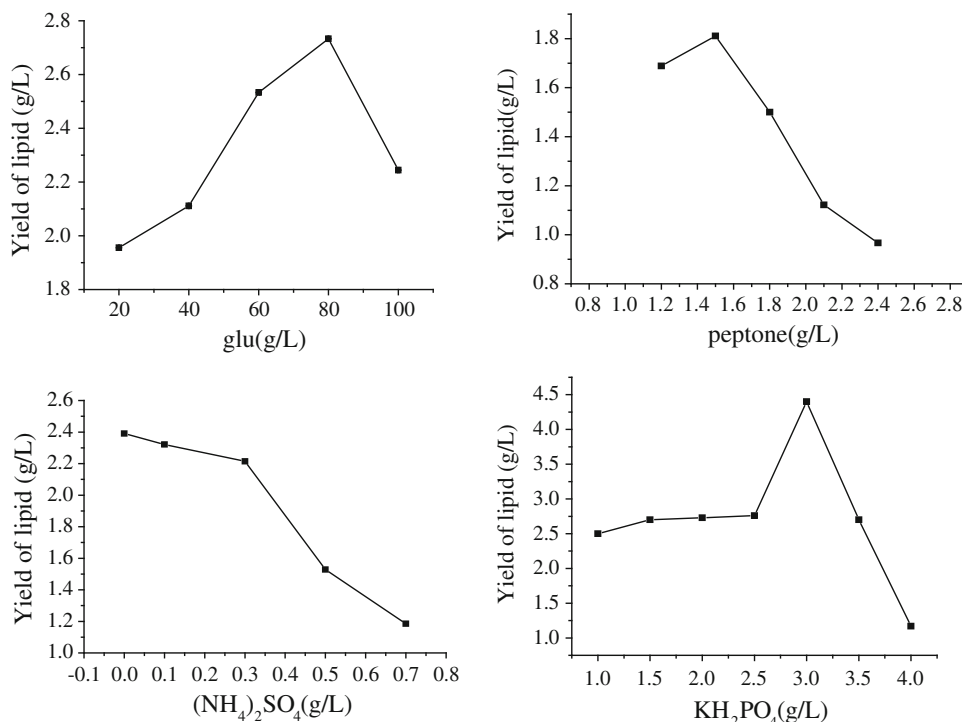 2.8
2.6
2.4
2.2
2.0
1.8
Yield of lipid (g/L)
20 40 60 80 100
glu(g/L)
1.8
1.6
1.4
1.2
1.0
0.8
Yield of lipid(g/L)
0.8 1.0 1.2 1.4 1.6 1.8 2.0 2.2 2.4 2.6 2.8
peptone(g/L)
2.6
2.4
2.2
2.0
1.8
1.6
1.4
1.2
1.0
Yield of lipid (g/L)
-0.1 0.0 0.1 0.2 0.3 0.4 0.5 0.6 0.7 0.8
(NH₄)₂SO₄(g/L)
4.5
4.0
3.5
3.0
2.5
2.0
1.5
1.0
Yield of lipid (g/L)
1.0 1.5 2.0 2.5 3.0 3.5 4.0
KH₂PO₄(g/L)